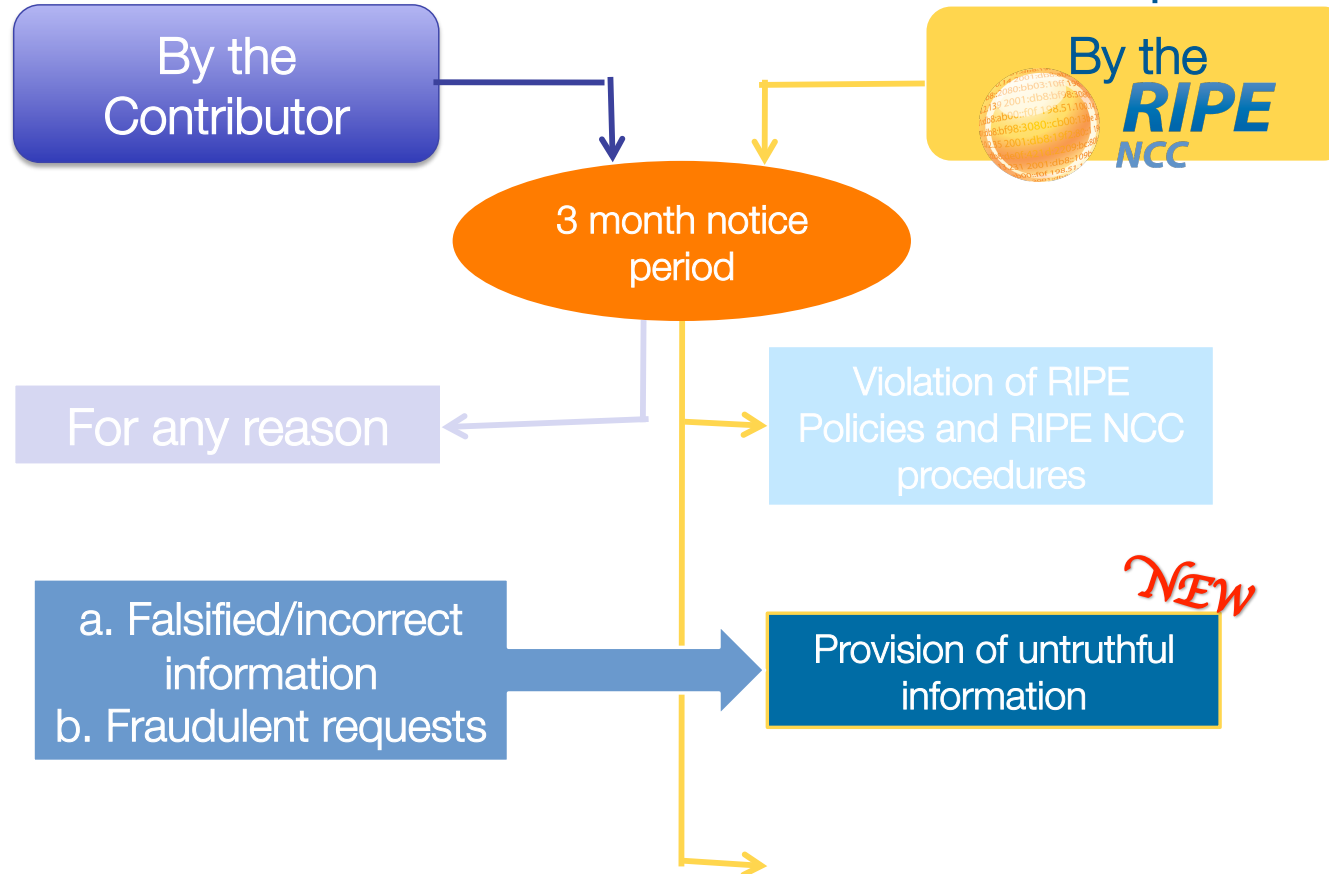 By the
Contributor
By the
RIPE
NCC
3 month notice
period
For any reason
Violation of RIPE
Policies and RIPE NCC
procedures
NEW
a. Falsified/incorrect
information
b. Fraudulent requests
Provision of untruthful
information